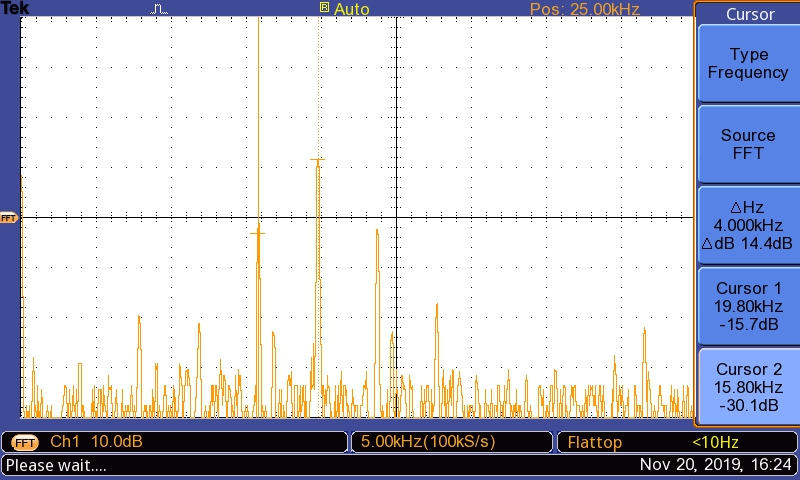 Tek
R Auto
Pos: 25.00kHz
Cursor
Type
Frequency
Source
FFT
△Hz
4.000kHz
△dB 14.4dB
Cursor 1
19.80kHz
-15.7dB
Cursor 2
15.80kHz
-30.1dB
FFT
FFT Ch1 10.0dB
5.00kHz(100kS/s)
Flattop <10Hz
Please wait....
Nov 20, 2019, 16:24